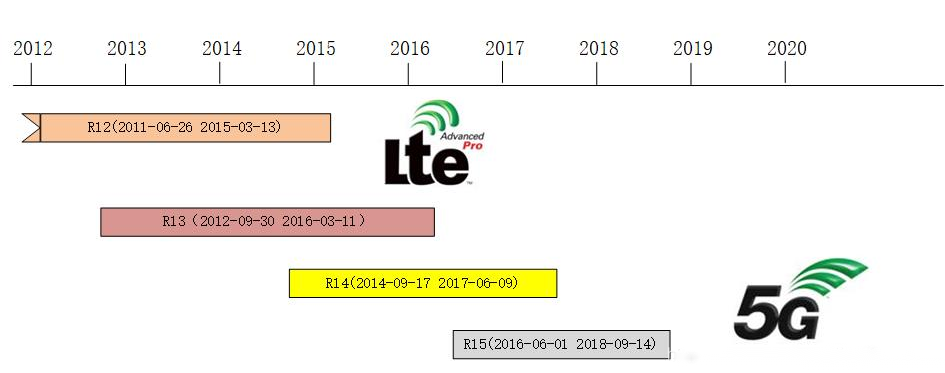 2012 2013 2014 2015 2016 2017 2018 2019 2020
R12(2011-06-26 2015-03-13)
Advanced
Pro
Lte
TM
R13（2012-09-30 2016-03-11）
R14(2014-09-17 2017-06-09)
5G
R15(2016-06-01 2018-09-14)